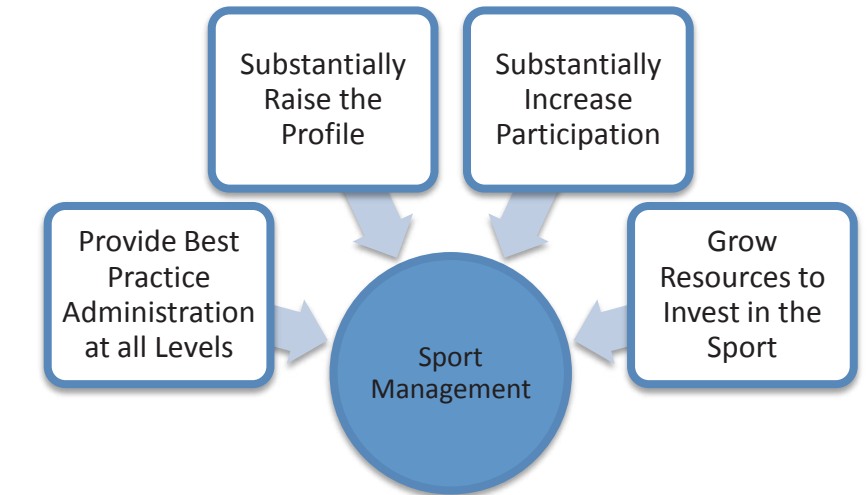 Substantially
Raise the
Profile
Substantially
Increase
Participation
Provide Best
Practice
Administration
at all Levels
Grow
Resources to
Invest in the
Sport
Sport
Management